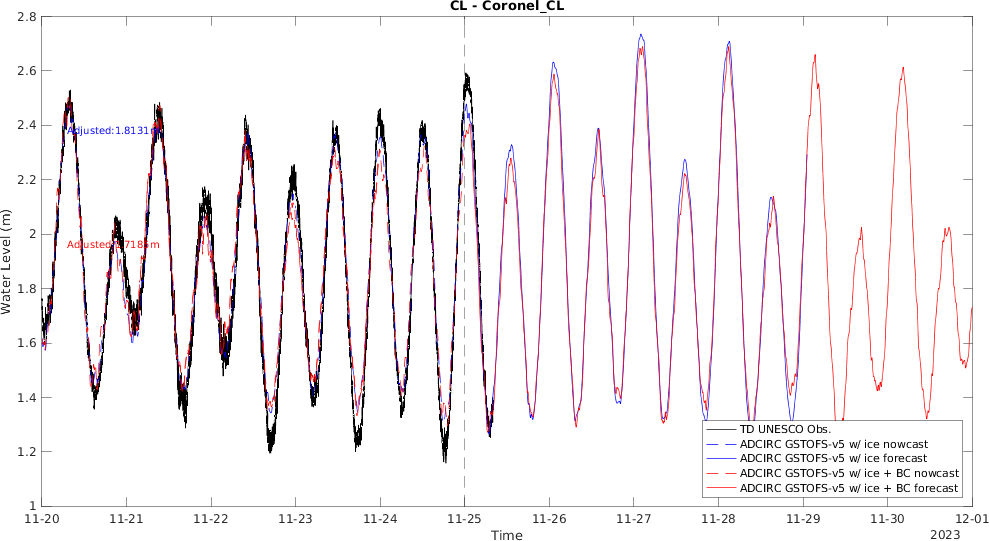 CL - Coronel_CL
2.8
2.6
2.4
2.2
2
1.8
1.6
1.4
1.2
1
Water Level (m)
Adjusted:1.8131m
Adjusted:1.7185m
TD UNESCO Obs.
ADCIRC GSTOFS-v5 w/ ice nowcast
ADCIRC GSTOFS-v5 w/ ice forecast
ADCIRC GSTOFS-v5 w/ ice + BC nowcast
ADCIRC GSTOFS-v5 w/ ice + BC forecast
11-20 11-21 11-22 11-23 11-24 11-25 11-26 11-27 11-28 11-29 11-30 12-01
Time
2023